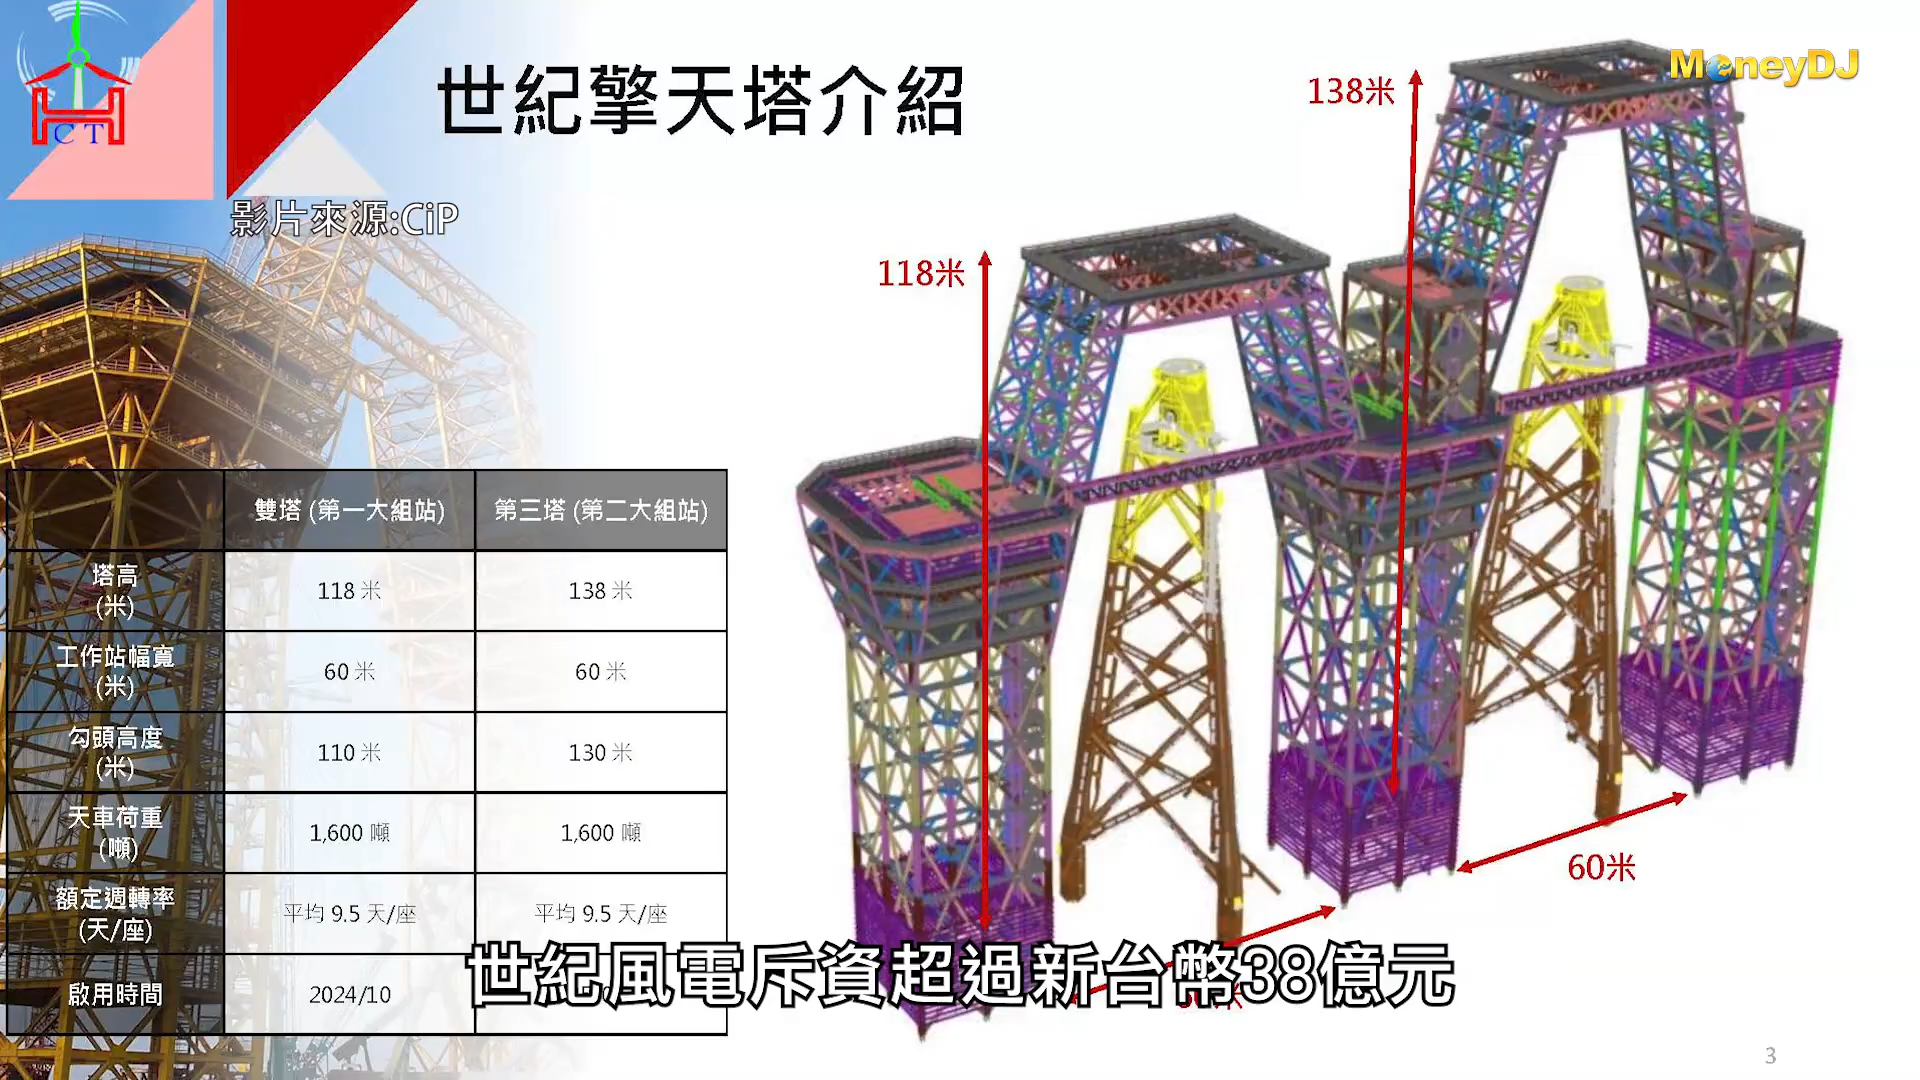 世紀擎天塔介紹
MoneyDJ
C T
影片來源:CiP
138米
118米
雙塔 (第一大組站)
第三塔 (第二大組站)
塔高
(米)
118 米
138 米
工作站幅寬
(米)
60 米
60 米
勾頭高度
(米)
110 米
130 米
天車荷重
(噸)
1,600 噸
1,600 噸
額定週轉率
(天/座)
平均 9.5 天/座
平均 9.5 天/座
啟用時間
2024/10
60米
世紀風電斥資超過新台幣38億元
3